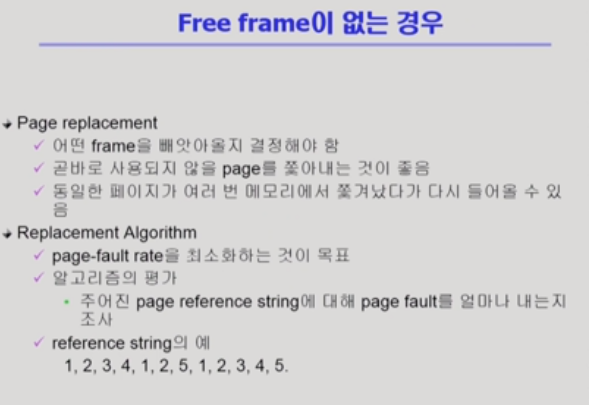 Free frame이 없는 경우
Page replacement
어떤 frame을 빼앗아올지 결정해야 함
곧바로 사용되지 않을 page를 쫓아내는 것이 좋음
동일한 페이지가 여러 번 메모리에서 쫓겨났다가 다시 들어올 수 있
음
Replacement Algorithm
page-fault rate을 최소화하는 것이 목표
알고리즘의 평가
주어진 page reference string에 대해 page fault를 얼마나 내는지
조사
reference string의 예
1, 2, 3, 4, 1, 2, 5, 1, 2, 3, 4, 5.